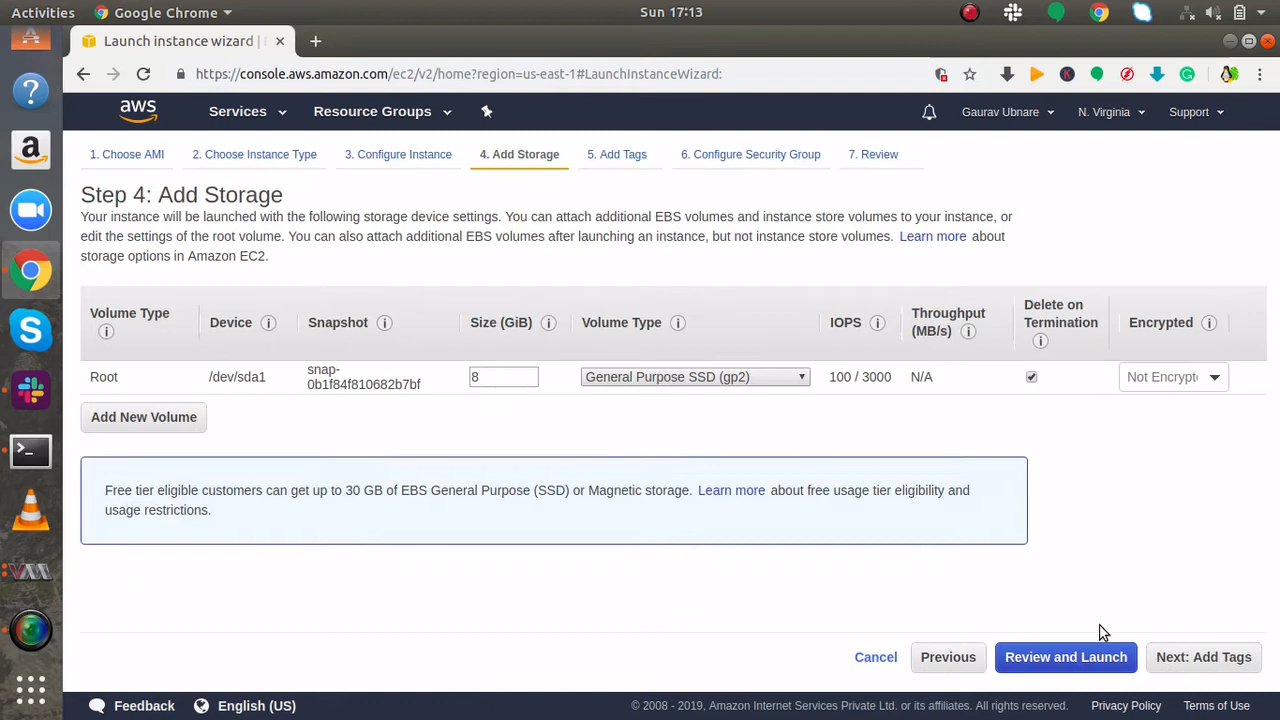 Activities Google Chrome Sun 17:13
Launch instance wizard |
https://console.aws.amazon.com/ec2/v2/home?region=us-east-1#LaunchInstanceWizard:
aws Services Resource Groups Gaurav Ubnare N. Virginia Support
1. Choose AMI 2. Choose Instance Type 3. Configure Instance 4. Add Storage 5. Add Tags 6. Configure Security Group 7. Review
Step 4: Add Storage
Your instance will be launched with the following storage device settings. You can attach additional EBS volumes and instance store volumes to your instance, or
edit the settings of the root volume. You can also attach additional EBS volumes after launching an instance, but not instance store volumes. Learn more about
storage options in Amazon EC2.
Volume Type Device Snapshot Size (GiB) Volume Type IOPS Throughput (MB/s) Delete on Termination Encrypted
Root /dev/sda1 snap-0b1f84f810682b7bf 8 General Purpose SSD (gp2) 100 / 3000 N/A Not Encrypte
Add New Volume
Free tier eligible customers can get up to 30 GB of EBS General Purpose (SSD) or Magnetic storage. Learn more about free usage tier eligibility and
usage restrictions.
Cancel Previous Review and Launch Next: Add Tags
Feedback English (US) © 2008 - 2019, Amazon Internet Services Private Ltd. or its affiliates. All rights reserved. Privacy Policy Terms of Use